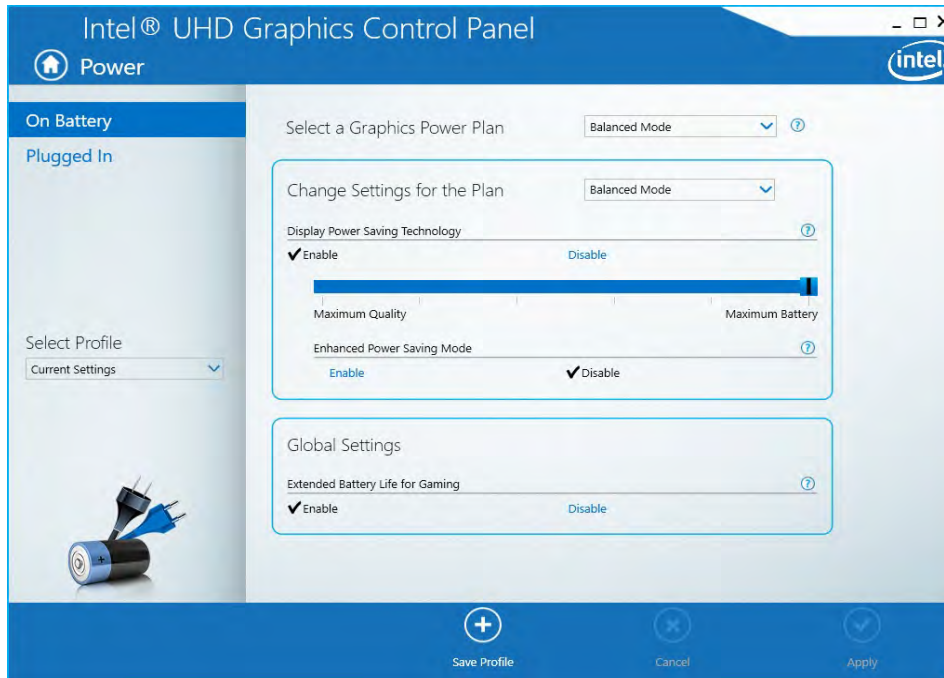 Intel® UHD Graphics Control Panel
Power
intel
On Battery
Plugged In
Select Profile
Current Settings
Select a Graphics Power Plan Balanced Mode ?
Change Settings for the Plan Balanced Mode
Display Power Saving Technology ?
Enable Disable
Maximum Quality Maximum Battery
Enhanced Power Saving Mode ?
Enable Disable
Global Settings
Extended Battery Life for Gaming ?
Enable Disable
Save Profile Cancel Apply